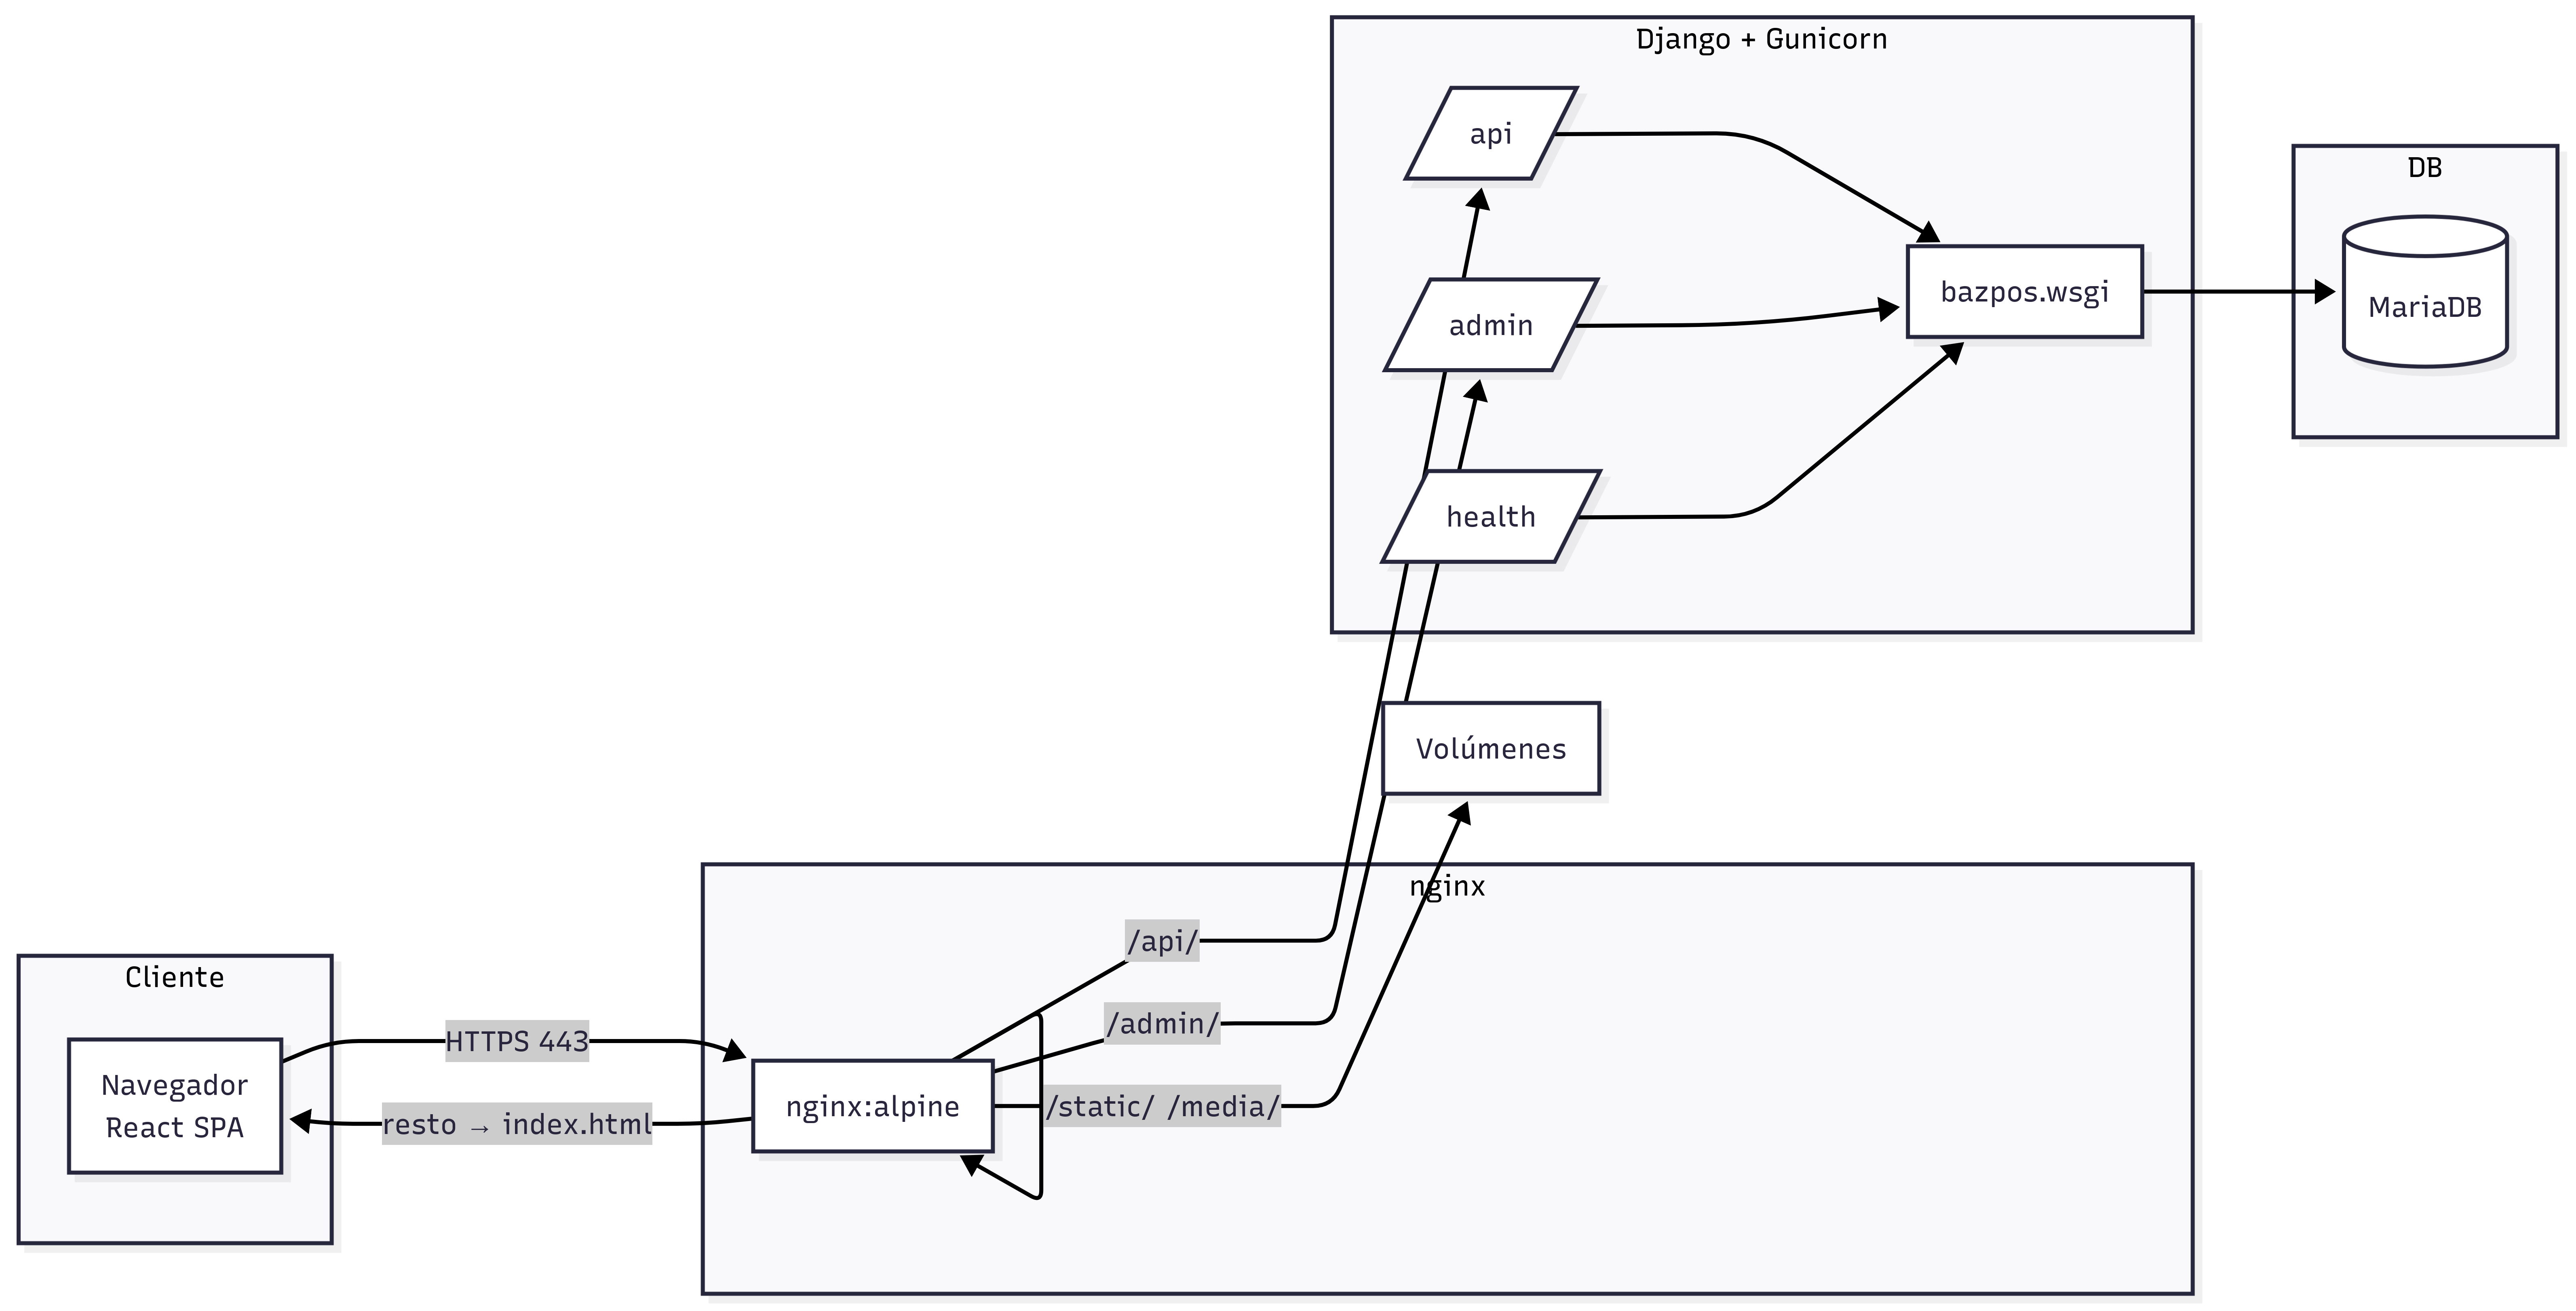 Django + Gunicorn
api
admin
health
bazpos.wsgi
DB
MariaDB
Volúmenes
nginx
/api/
/admin/
/static/ /media/
nginx:alpine
Cliente
HTTPS 443
resto → index.html
Navegador
React SPA